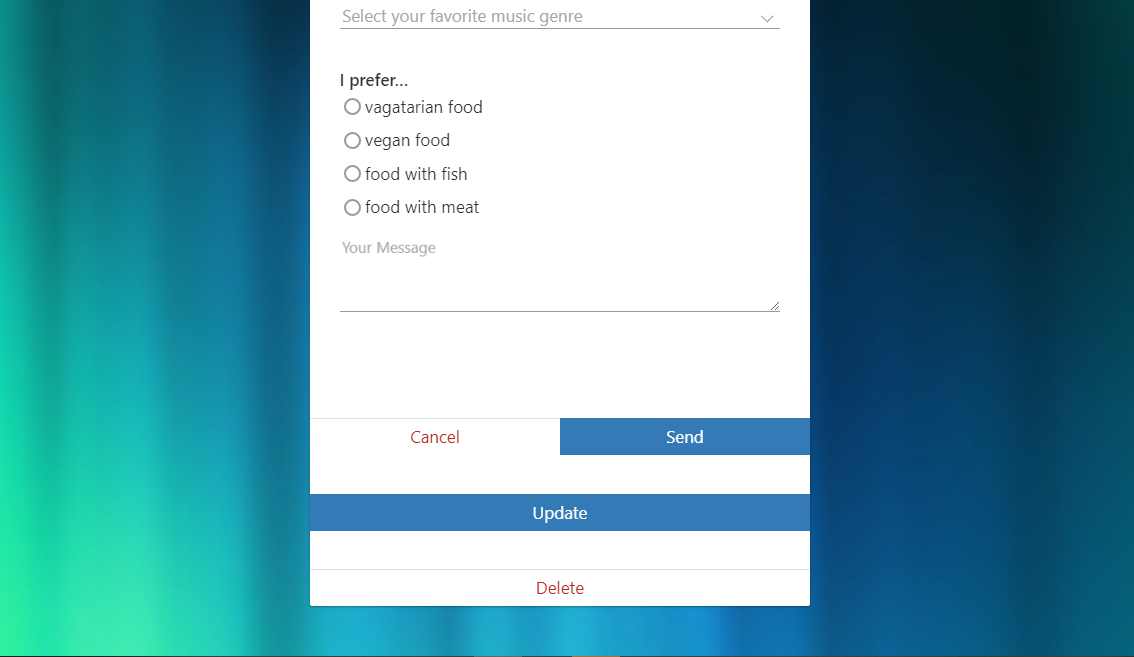 Select your favorite music genre
I prefer...
vagatarian food
vegan food
food with fish
food with meat
Your Message
Cancel
Send
Update
Delete